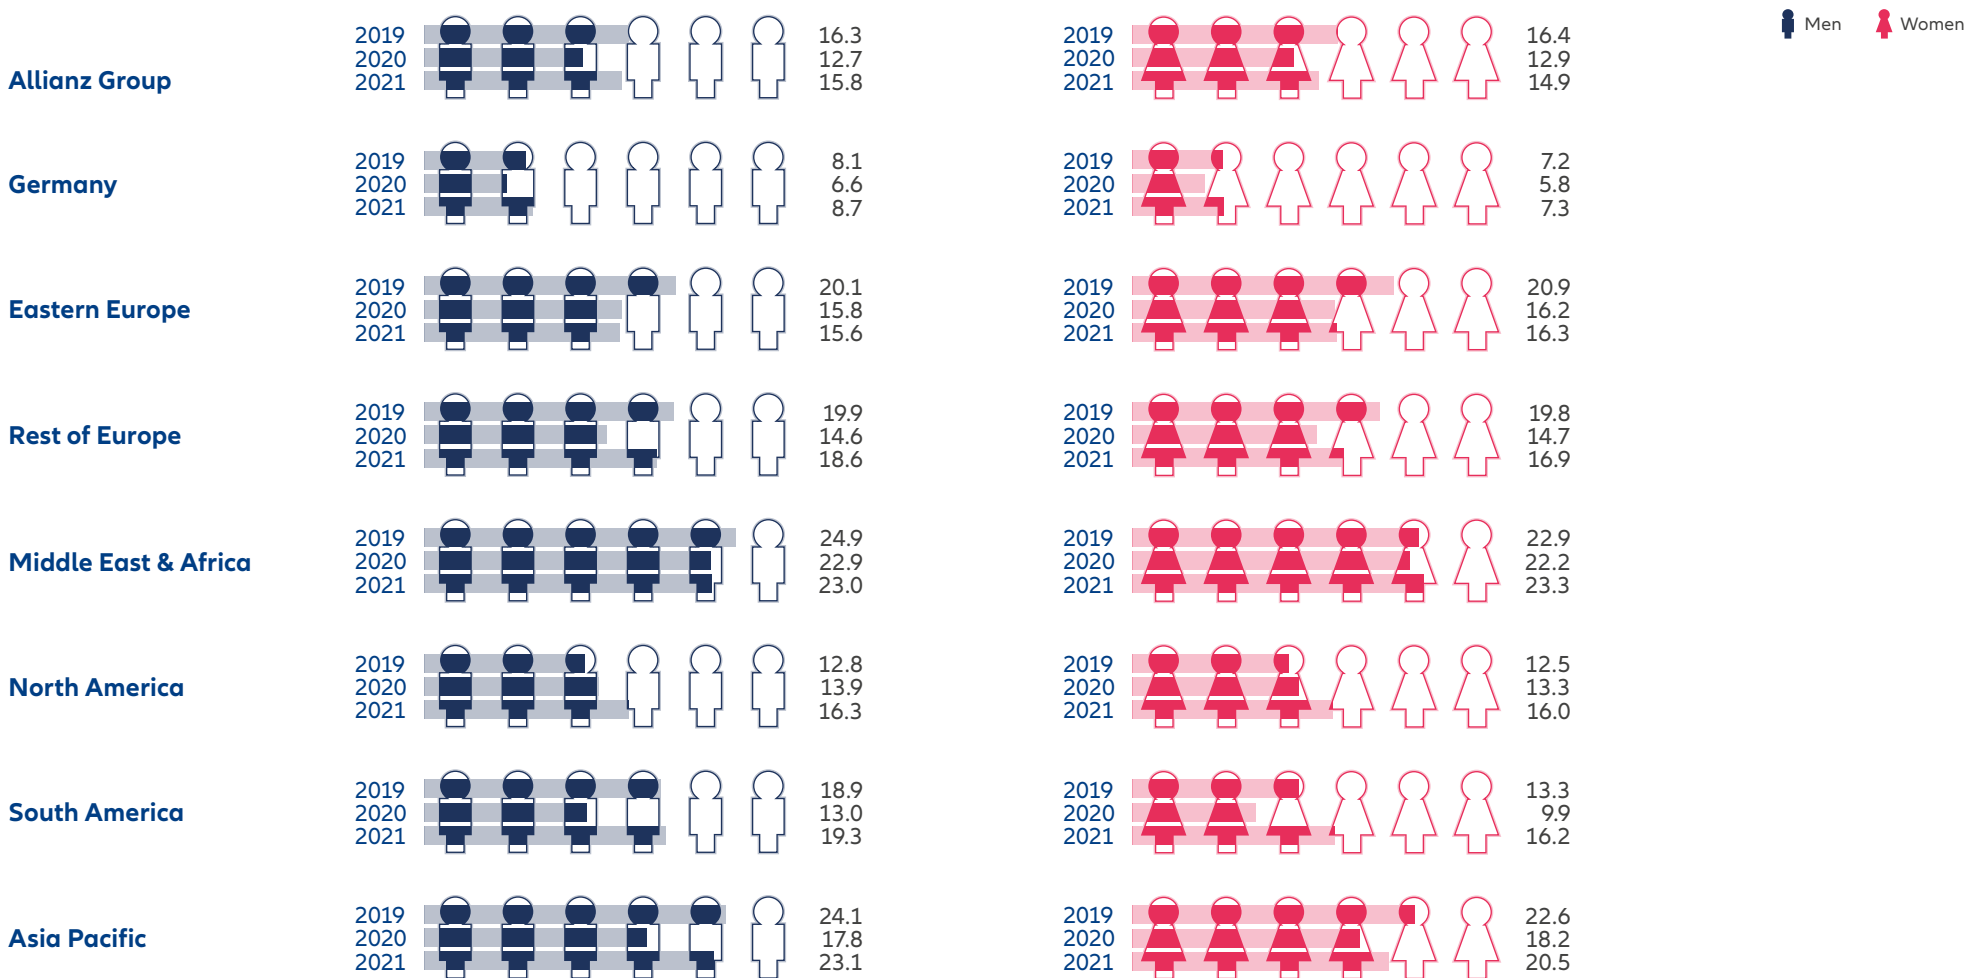 Men Women
Allianz Group
2019 16.3 2019 16.4
2020 12.7 2020 12.9
2021 15.8 2021 14.9
Germany
2019 8.1 2019 7.2
2020 6.6 2020 5.8
2021 8.7 2021 7.3
Eastern Europe
2019 20.1 2019 20.9
2020 15.8 2020 16.2
2021 15.6 2021 16.3
Rest of Europe
2019 19.9 2019 19.8
2020 14.6 2020 14.7
2021 18.6 2021 16.9
Middle East & Africa
2019 24.9 2019 22.9
2020 22.9 2020 22.2
2021 23.0 2021 23.3
North America
2019 12.8 2019 12.5
2020 13.9 2020 13.3
2021 16.3 2021 16.0
South America
2019 18.9 2019 13.3
2020 13.0 2020 9.9
2021 19.3 2021 16.2
Asia Pacific
2019 24.1 2019 22.6
2020 17.8 2020 18.2
2021 23.1 2021 20.5